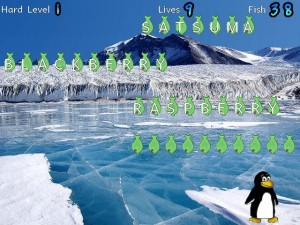 Hard Level 1 Lives 9 Fish 38
SATSUMA
BLACKBERRY
RASPBERRY